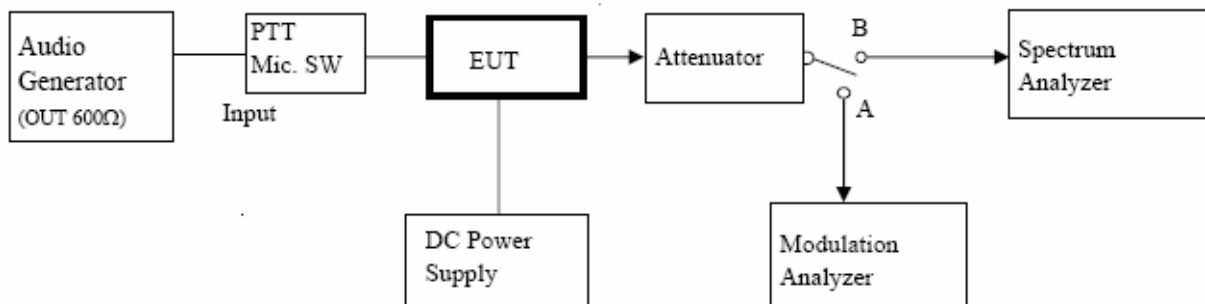 Audio
Generator
(OUT 600Ω)
PTT
Mic. SW
Input
EUT
DC Power
Supply
Attenuator
B
A
Spectrum
Analyzer
Modulation
Analyzer